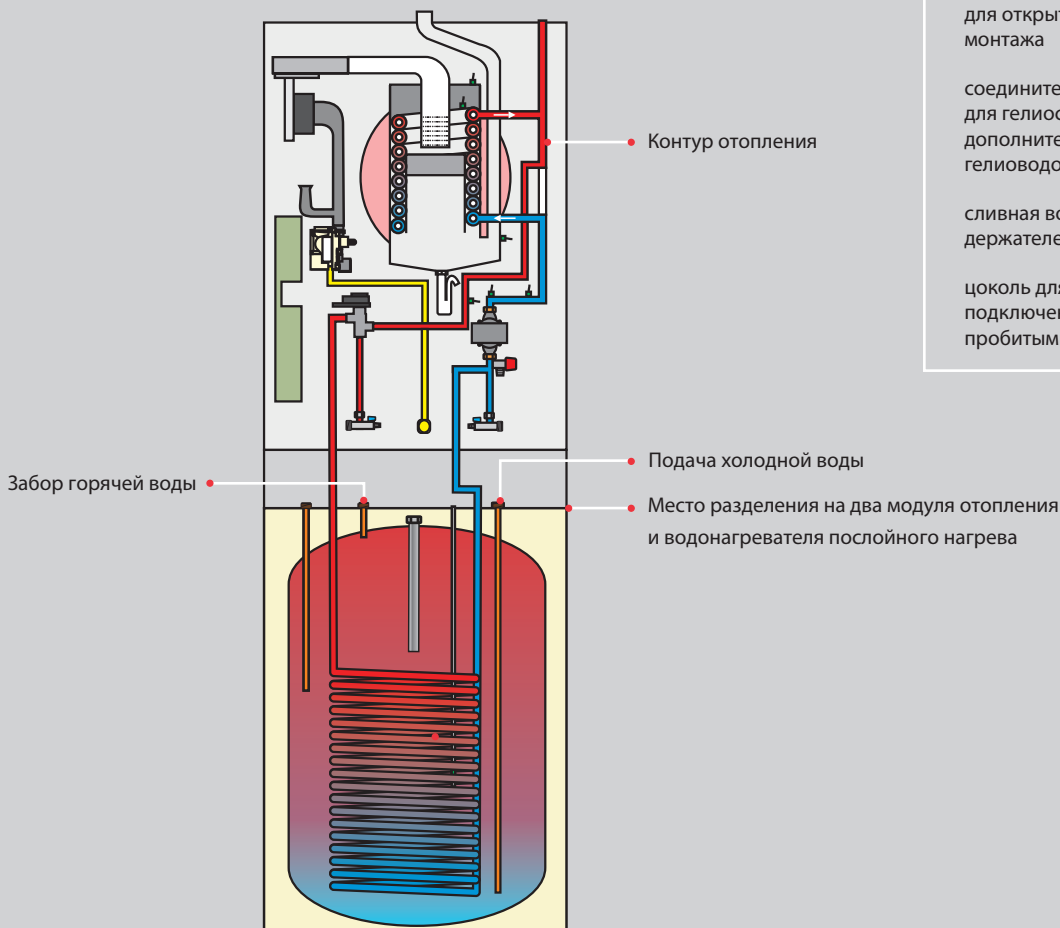 для открыт
монтажа
соедините
для гелиос
дополните
гелиоводо
сливная во
держателе
цоколь для
подключен
пробитым
Контур отопления
Забор горячей воды
Подача холодной воды
Место разделения на два модуля отопления
и водонагревателя послойного нагрева